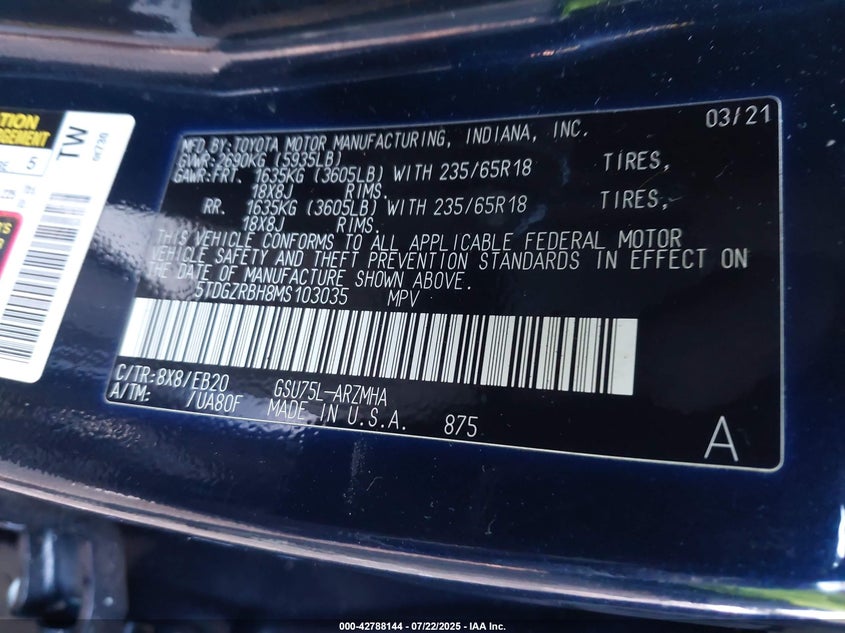 TION
AGEMENT
5
TW
MFD. BY: TOYOTA MOTOR MANUFACTURING, INDIANA, INC. 03/21
GVWR: 2690KG (5935LB)
GAWR: FRT. 1635KG (3605LB) WITH 235/65R18 TIRES,
18X8J RIMS.
RR. 1635KG (3605LB) WITH 235/65R18 TIRES,
18X8J RIMS.
THIS VEHICLE CONFORMS TO ALL APPLICABLE FEDERAL MOTOR
VEHICLE SAFETY AND THEFT PREVENTION STANDARDS IN EFFECT ON
THE DATE OF MANUFACTURE SHOWN ABOVE.
5TDGZRBH8MS103035 MPV
C/TR: 8X8/EB20 GSU75L-ARZMHA
A/TM: /UA80F MADE IN U.S.A. 875
A
000-42788144 - 07/22/2025 - IAA Inc.